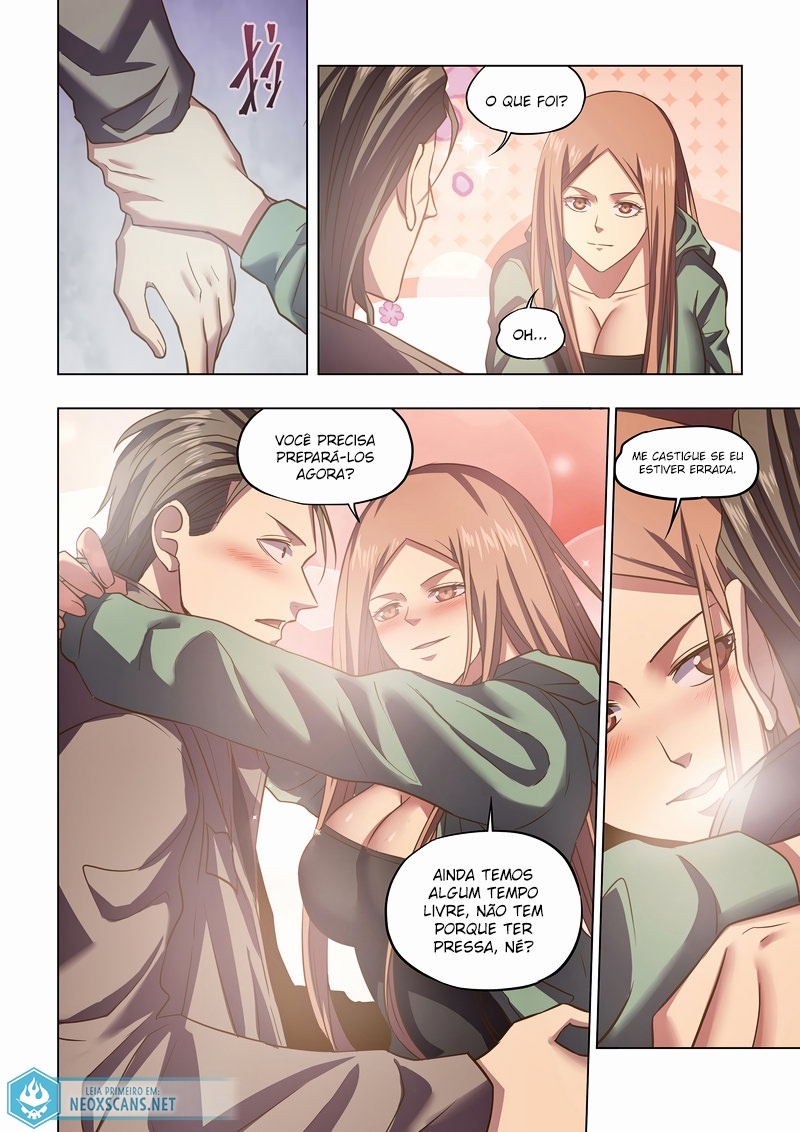 O QUE FOI?
OH...
VOCÊ PRECISA
PREPARÁ-LOS
AGORA?
AINDA TEMOS
ALGUM TEMPO
LIVRE, NÃO TEM
PORQUE TER
PRESSA, NÉ?
ME CASTIGUE SE EU
ESTIVER ERRADA.
LEIA PRIMEIRO EM:
NEOXSCANS.NET